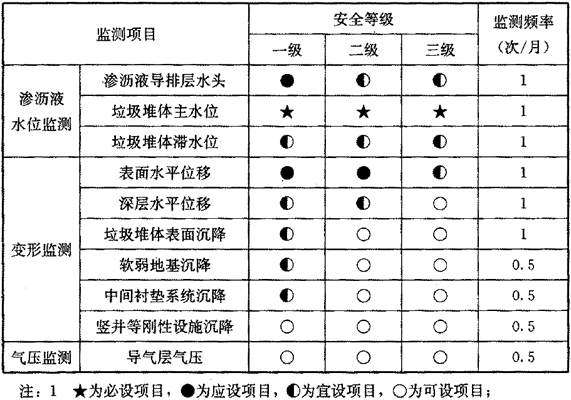 监测项目 安全等级 监测频率(次/月)
一级 二级 三级
渗沥液水位监测 渗沥液导排层水头 ● ◐ ◐ 1
垃圾堆体主水位 ★ ★ ★ 1
垃圾堆体滞水位 ◐ ◐ ◐ 1
变形监测 表面水平位移 ● ● ◐ 1
深层水平位移 ◐ ◐ ○ 1
垃圾堆体表面沉降 ◐ ○ ○ 1
软弱地基沉降 ◐ ○ ○ 0.5
中间衬垫系统沉降 ◐ ○ ○ 0.5
竖井等刚性设施沉降 ○ ○ ○ 0.5
气压监测 导气层气压 ○ ○ ○ 0.5
注：1 ★为必设项目，●为应设项目，◐为宜设项目，○为可设项目；